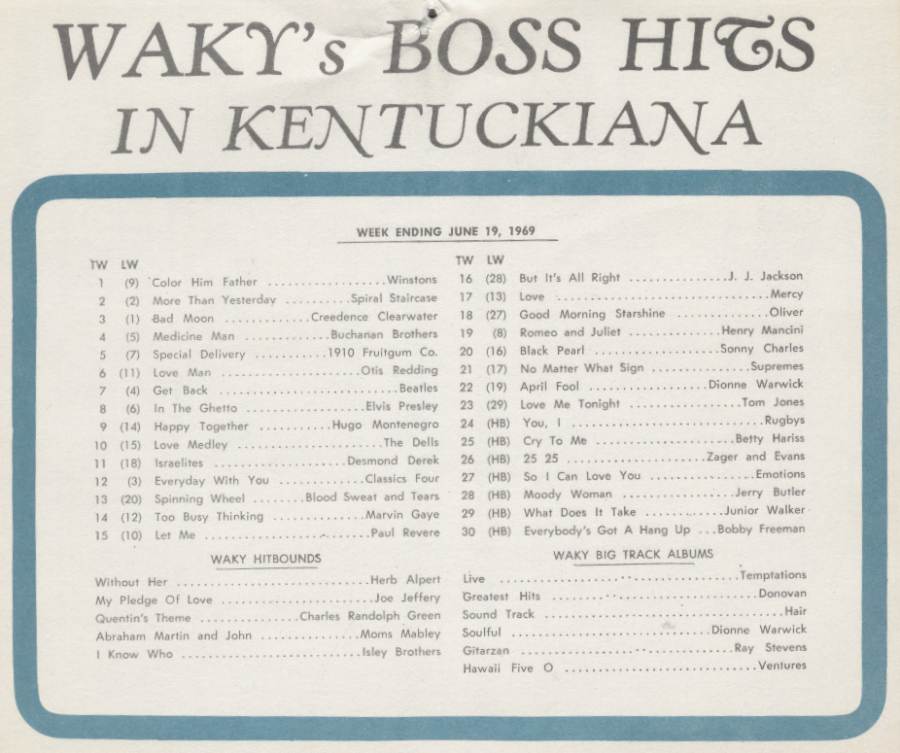 WAKY's BOSS HITS
IN KENTUCKIANA
WEEK ENDING JUNE 19, 1969
TW LW
1 (9) Color Him Father ..................Winstons
2 (2) More Than Yesterday ..........Spiral Staircase
3 (1) Bad Moon .............Creedence Clearwater
4 (5) Medicine Man .............Buchanan Brothers
5 (7) Special Delivery ...........1910 Fruitgum Co.
6 (11) Love Man .....................Otis Redding
7 (4) Get Back ...........................Beatles
8 (6) In The Ghetto .................Elvis Presley
9 (14) Happy Together ...........Hugo Montenegro
10 (15) Love Medley .....................The Dells
11 (18) Israelites ....................Desmond Derek
12 (3) Everyday With You .............Classics Four
13 (20) Spinning Wheel ........Blood Sweat and Tears
14 (12) Too Busy Thinking ..............Marvin Gaye
15 (10) Let Me .........................Paul Revere
TW LW
16 (28) But It's All Right ...............J. J. Jackson
17 (13) Love ................................Mercy
18 (27) Good Morning Starshine ..............Oliver
19 (8) Romeo and Juliet ..............Henry Mancini
20 (16) Black Pearl ...................Sonny Charles
21 (17) No Matter What Sign ...............Supremes
22 (19) April Fool ..................Dionne Warwick
23 (29) Love Me Tonight .................Tom Jones
24 (HB) You, I .............................Rugbys
25 (HB) Cry To Me .....................Betty Hariss
26 (HB) 25 25 .....................Zager and Evans
27 (HB) So I Can Love You ................Emotions
28 (HB) Moody Woman ..................Jerry Butler
29 (HB) What Does It Take .............Junior Walker
30 (HB) Everybody's Got A Hang Up ...Bobby Freeman
WAKY HITBOUNDS
Without Her .............................Herb Alpert
My Pledge Of Love .......................Joe Jeffery
Quentin's Theme ...............Charles Randolph Green
Abraham Martin and John ...............Moms Mabley
I Know Who ...........................Isley Brothers
WAKY BIG TRACK ALBUMS
Live ....................................Temptations
Greatest Hits .............................Donovan
Sound Track ....................................Hair
Soulful ..............................Dionne Warwick
Gitarzan .............................Ray Stevens
Hawaii Five O .............................Ventures